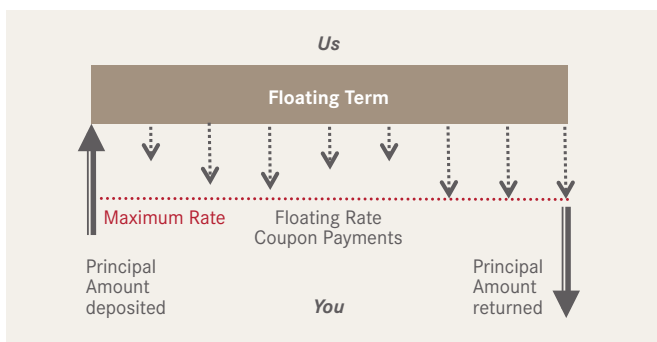 Us
Floating Term
Maximum Rate
Floating Rate
Coupon Payments
Principal
Amount
deposited
Principal
Amount
returned
You